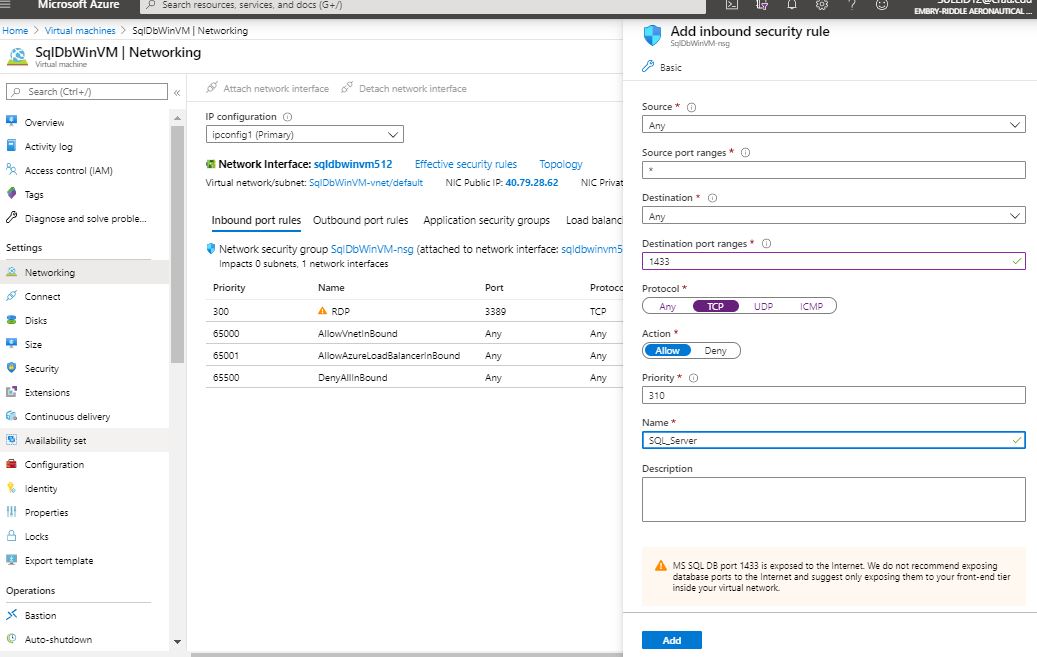 Microsoft Azure
Search resources, services, and docs (G+/)
EMBRY-RIDDLE AERONAUTICAL ...
Home > Virtual machines > SqlDbWinVM | Networking
SqlDbWinVM | Networking
Virtual machine
Search (Ctrl+/)
«
Overview
Activity log
Access control (IAM)
Tags
Diagnose and solve proble...
Settings
Networking
Connect
Disks
Size
Security
Extensions
Continuous delivery
Availability set
Configuration
Identity
Properties
Locks
Export template
Operations
Bastion
Auto-shutdown
Attach network interface Detach network interface
IP configuration
ipconfig1 (Primary)
Network Interface: sqldbwinvm512 Effective security rules Topology
Virtual network/subnet: SqlDbWinVM-vnet/default NIC Public IP: 40.79.28.62 NIC Privat
Inbound port rules Outbound port rules Application security groups Load balanc
Network security group SqlDbWinVM-nsg (attached to network interface: sqldbwinvm5
Impacts 0 subnets, 1 network interfaces
Priority Name Port Protoco
300 RDP 3389 TCP
65000 AllowVnetInBound Any Any
65001 AllowAzureLoadBalancerInBound Any Any
65500 DenyAllInBound Any Any
Add inbound security rule
SqlDbWinVM-nsg
Basic
Source *
Any
Source port ranges *
*
Destination *
Any
Destination port ranges *
1433
Protocol *
Any TCP UDP ICMP
Action *
Allow Deny
Priority *
310
Name *
SQL_Server
Description
MS SQL DB port 1433 is exposed to the Internet. We do not recommend exposing
database ports to the Internet and suggest only exposing them to your front-end tier
inside your virtual network.
Add